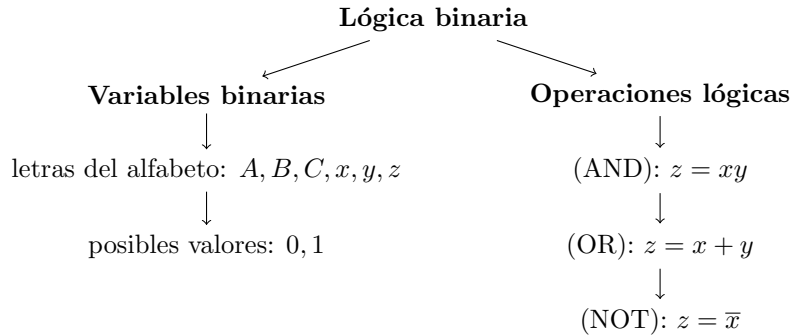 Lógica binaria
Variables binarias
letras del alfabeto: A, B, C, x, y, z
posibles valores: 0, 1
Operaciones lógicas
(AND): z = xy
(OR): z = x + y
(NOT): z = x̅